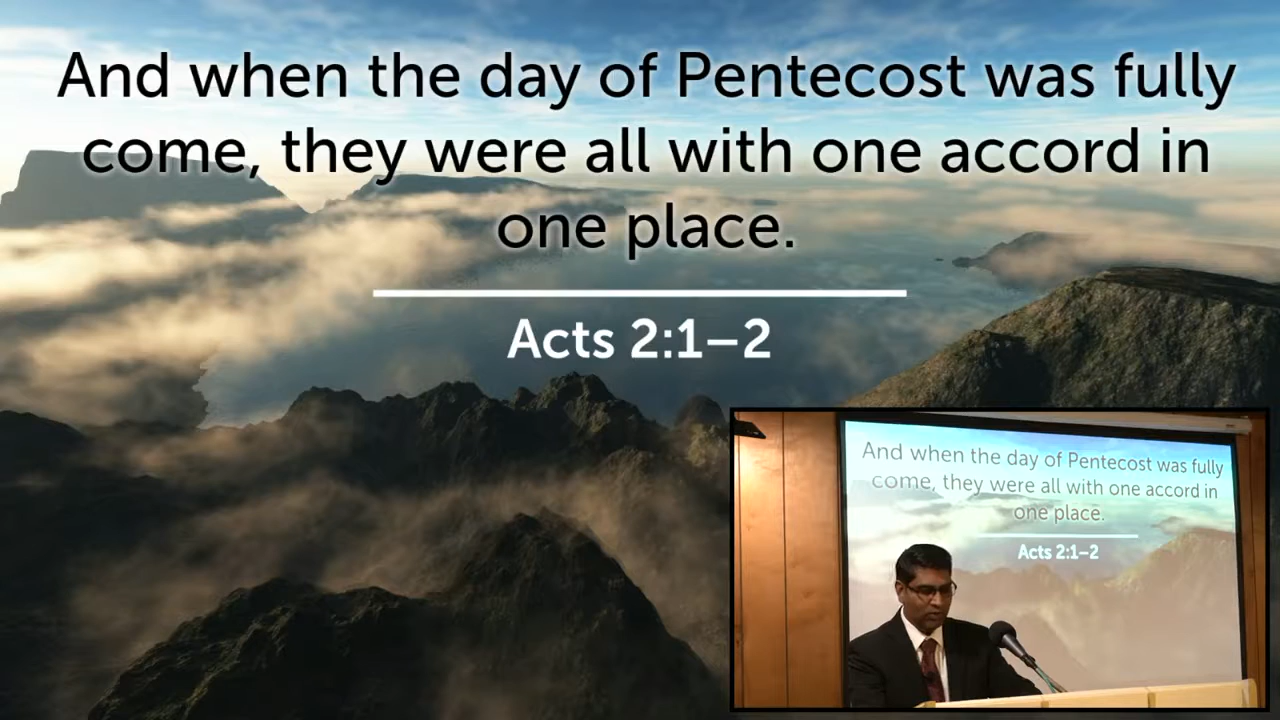 And when the day of Pentecost was fully
come, they were all with one accord in
one place.
Acts 2:1–2
And when the day of Pentecost was fully
come, they were all with one accord in
one place.
Acts 2:1–2